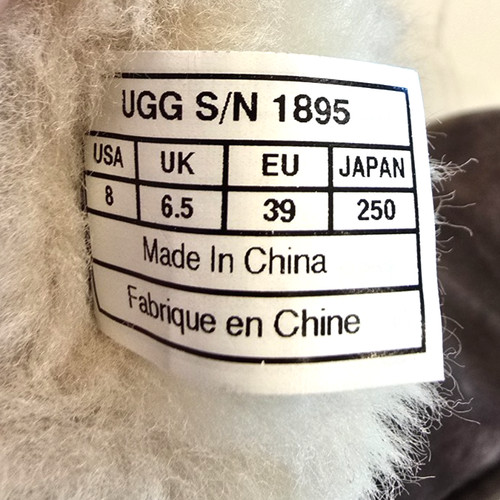 UGG S/N 1895
USA UK EU JAPAN
8 6.5 39 250
Made In China
Fabrique en Chine